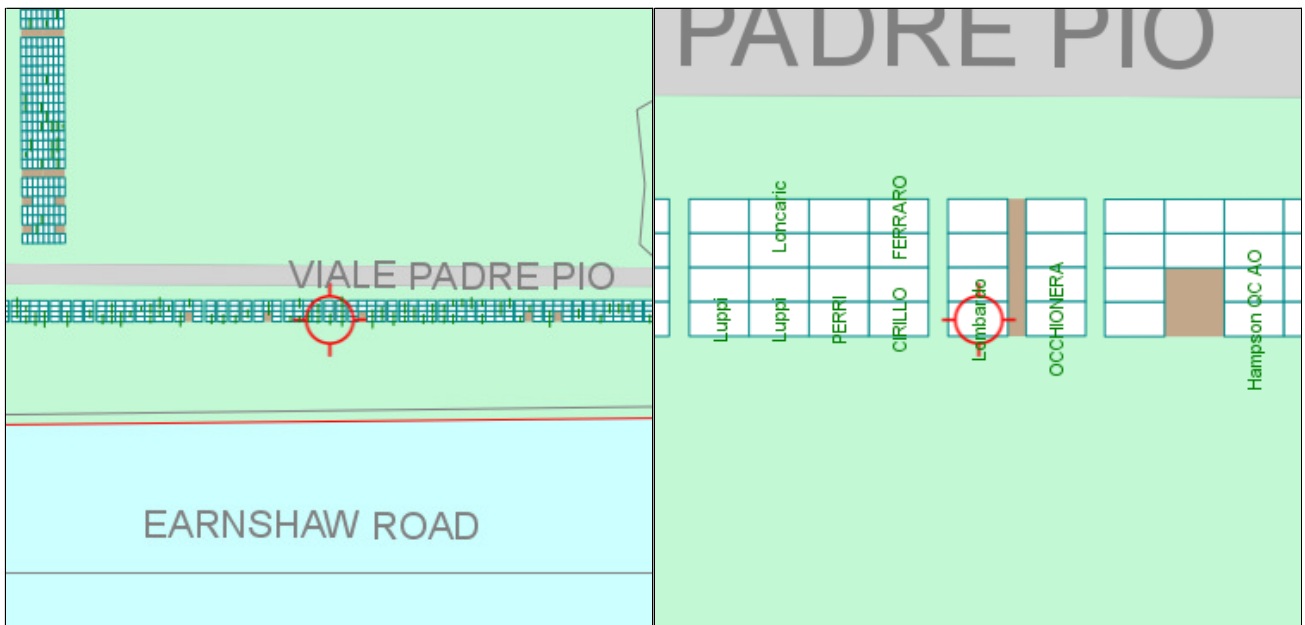 VIALE PADRE PIO
EARNSHAW ROAD
PADRE PIO
Loncaric
FERRARO
Luppi
Luppi
PERRI
CIRILLO
Lombardo
OCCHIONERA
Hampson QC AO